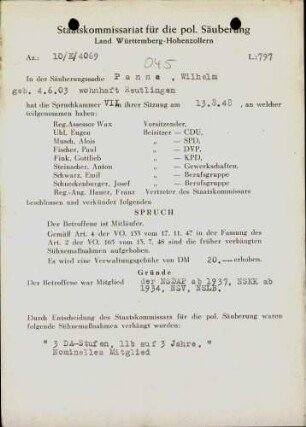 Staatskommissariat für die pol. Säuberung
Land Württemberg-Hohenzollern
Az.: 10/E/4069 L:797
045
In der Säuberungssache P a n n e , Wilhelm
geb. 4.6.03 wohnhaft Reutlingen
hat die Spruchkammer VII in ihrer Sitzung am 13.8.48 , an welcher
teilgenommen haben:
Reg.Assessor Wax Vorsitzender,
Uhl, Eugen Beisitzer — CDU,
Musch, Alois „ — SPD,
Fischer, Paul „ — DVP,
Fink, Gottlieb „ — KPD,
Steinacher, Anton „ — Gewerkschaften,
Schwarz, Emil „ — Berufsgruppe
Schreckenberger, Josef „ — Berufsgruppe
Reg.-Ang. Hauer, Franz Vertreter des Staatskommissars
beschlossen und verkündet folgenden
SPRUCH
Der Betroffene ist Mitläufer.
Gemäß Art. 4 der VO. 133 vom 17. 11. 47 in der Fassung des
Art. 2 der VO. 165 vom 13. 7. 48 sind die früher verhängten
Sühnemaßnahmen aufgehoben.
Es wird eine Verwaltungsgebühr von DM 20.— erhoben.
Gründe
Der Betroffene war Mitglied der NSDAP ab 1937, NSKK ab
1934, NSV, NSLB,
Durch Entscheidung des Staatskommissars für die pol. Säuberung waren
folgende Sühnemaßnahmen verhängt worden:
" 3 DA-Stufen, 11b auf 3 Jahre, "
Nominelles Mitglied